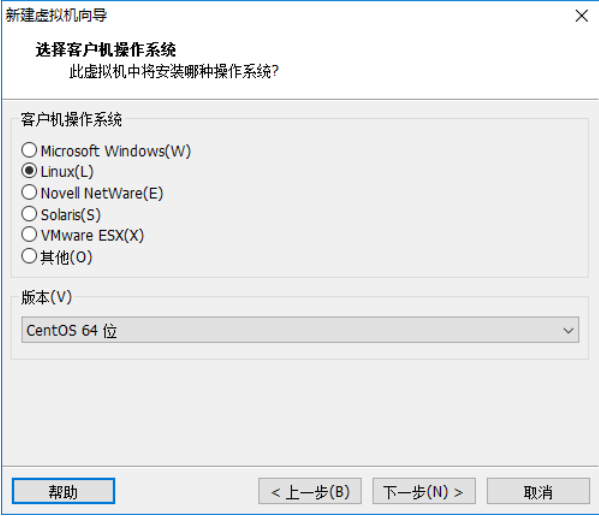 新建虚拟机向导
选择客户机操作系统
此虚拟机中将安装哪种操作系统?
客户机操作系统
Microsoft Windows(W)
Linux(L)
Novell NetWare(E)
Solaris(S)
VMware ESX(X)
其他(O)
版本(V)
CentOS 64 位
帮助
< 上一步(B)
下一步(N) >
取消